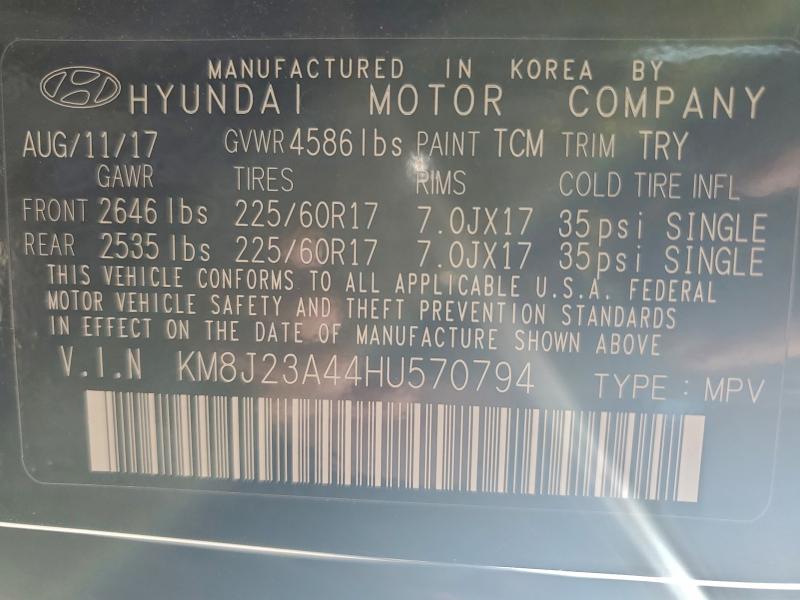 MANUFACTURED IN KOREA BY
HYUNDAI MOTOR COMPANY
AUG/11/17 GVWR 4586 lbs PAINT TCM TRIM TRY
GAWR TIRES RIMS COLD TIRE INFL
FRONT 2646 lbs 225/60R17 7.0JX17 35psi SINGLE
REAR 2535 lbs 225/60R17 7.0JX17 35psi SINGLE
THIS VEHICLE CONFORMS TO ALL APPLICABLE U.S.A. FEDERAL
MOTOR VEHICLE SAFETY AND THEFT PREVENTION STANDARDS
IN EFFECT ON THE DATE OF MANUFACTURE SHOWN ABOVE
V.I.N KM8J23A44HU570794 TYPE : MPV